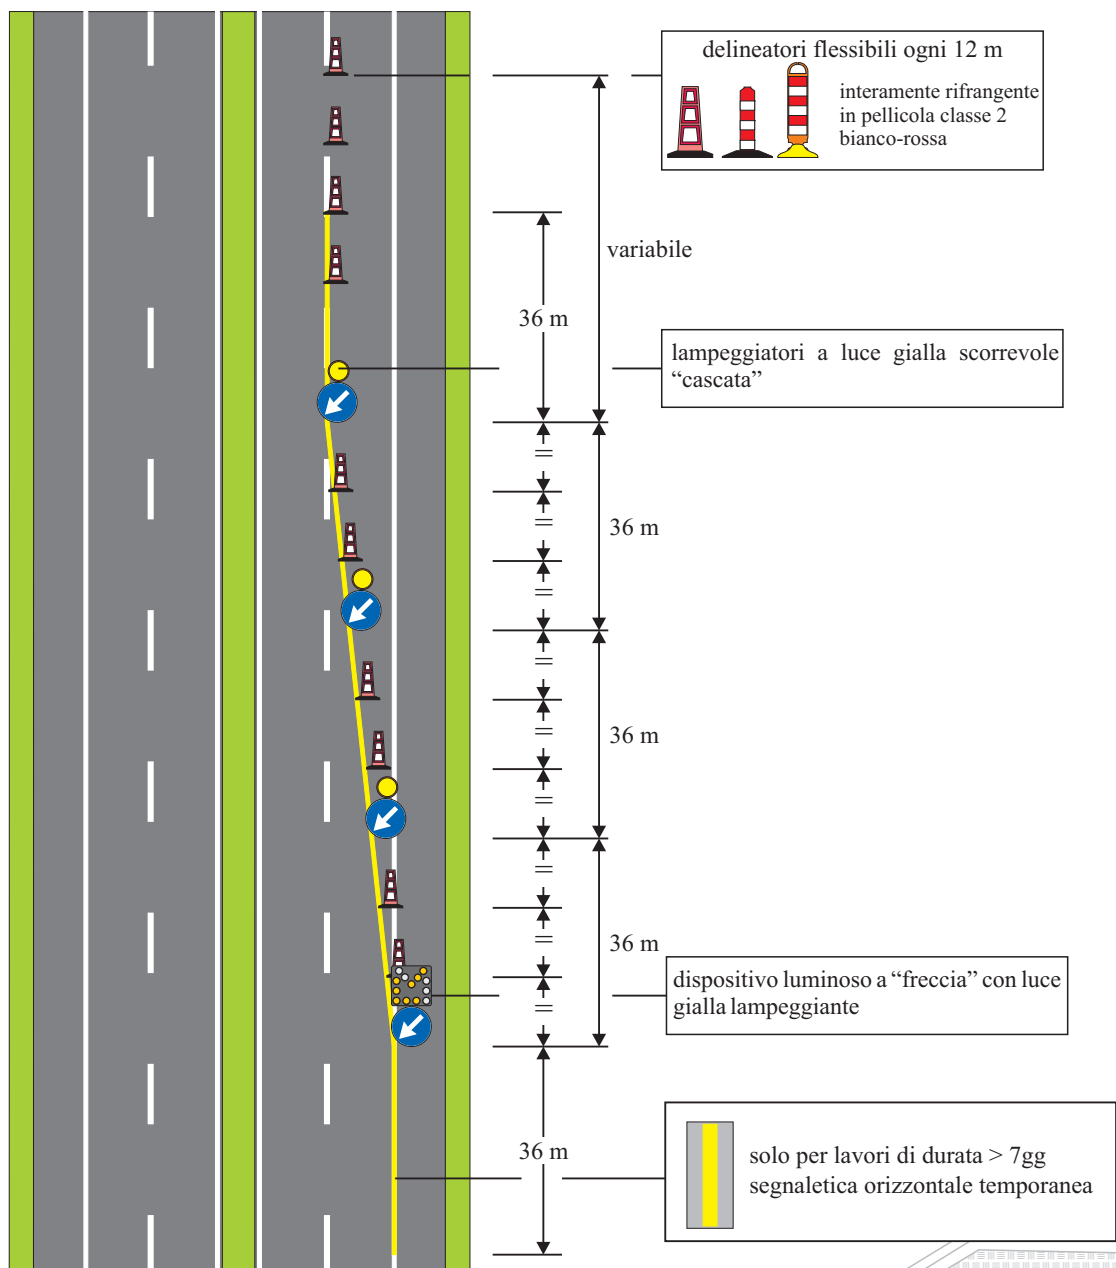 delineatori flessibili ogni 12 m
interamente rifrangente
in pellicola classe 2
bianco-rossa
variabile
36 m
lampeggiatori a luce gialla scorrevole
“cascata”
=
=
36 m
=
=
=
36 m
=
=
=
36 m
=
dispositivo luminoso a “freccia” con luce
gialla lampeggiante
36 m
solo per lavori di durata > 7gg
segnaletica orizzontale temporanea